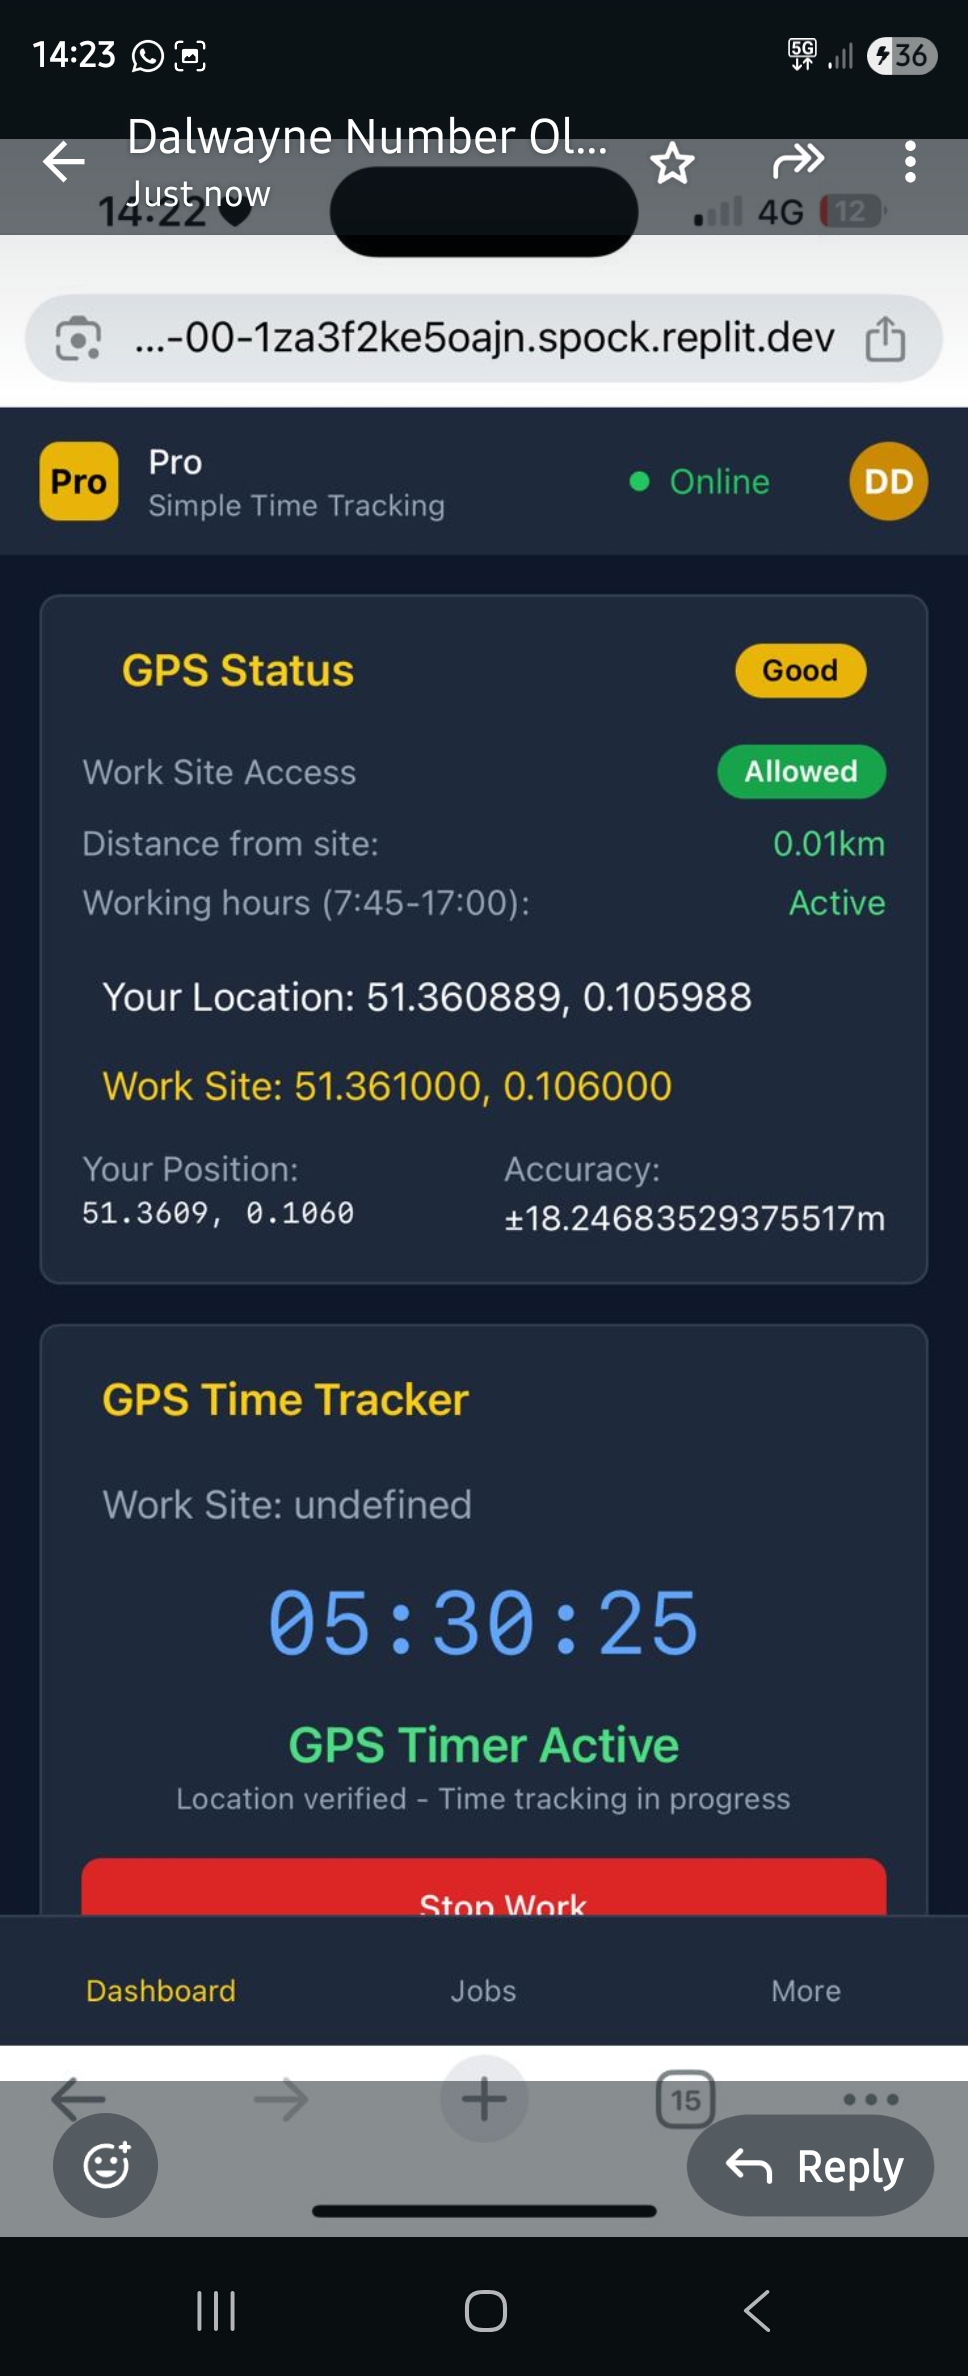 14:23
5G
36
Dalwayne Number Ol...
Just now
14:22
4G
12
...-00-1za3f2ke5oajn.spock.replit.dev
Pro
Pro
Simple Time Tracking
Online
DD
GPS Status
Good
Work Site Access
Allowed
Distance from site:
0.01km
Working hours (7:45-17:00):
Active
Your Location: 51.360889, 0.105988
Work Site: 51.361000, 0.106000
Your Position:
Accuracy:
51.3609, 0.1060
±18.24683529375517m
GPS Time Tracker
Work Site: undefined
05:30:25
GPS Timer Active
Location verified - Time tracking in progress
Stop Work
Dashboard
Jobs
More
15
Reply